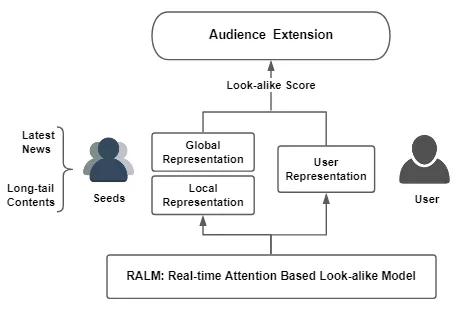 Audience Extension
Look-alike Score
Latest
News
Long-tail
Contents
Seeds
Global
Representation
Local
Representation
User
Representation
User
RALM: Real-time Attention Based Look-alike Model